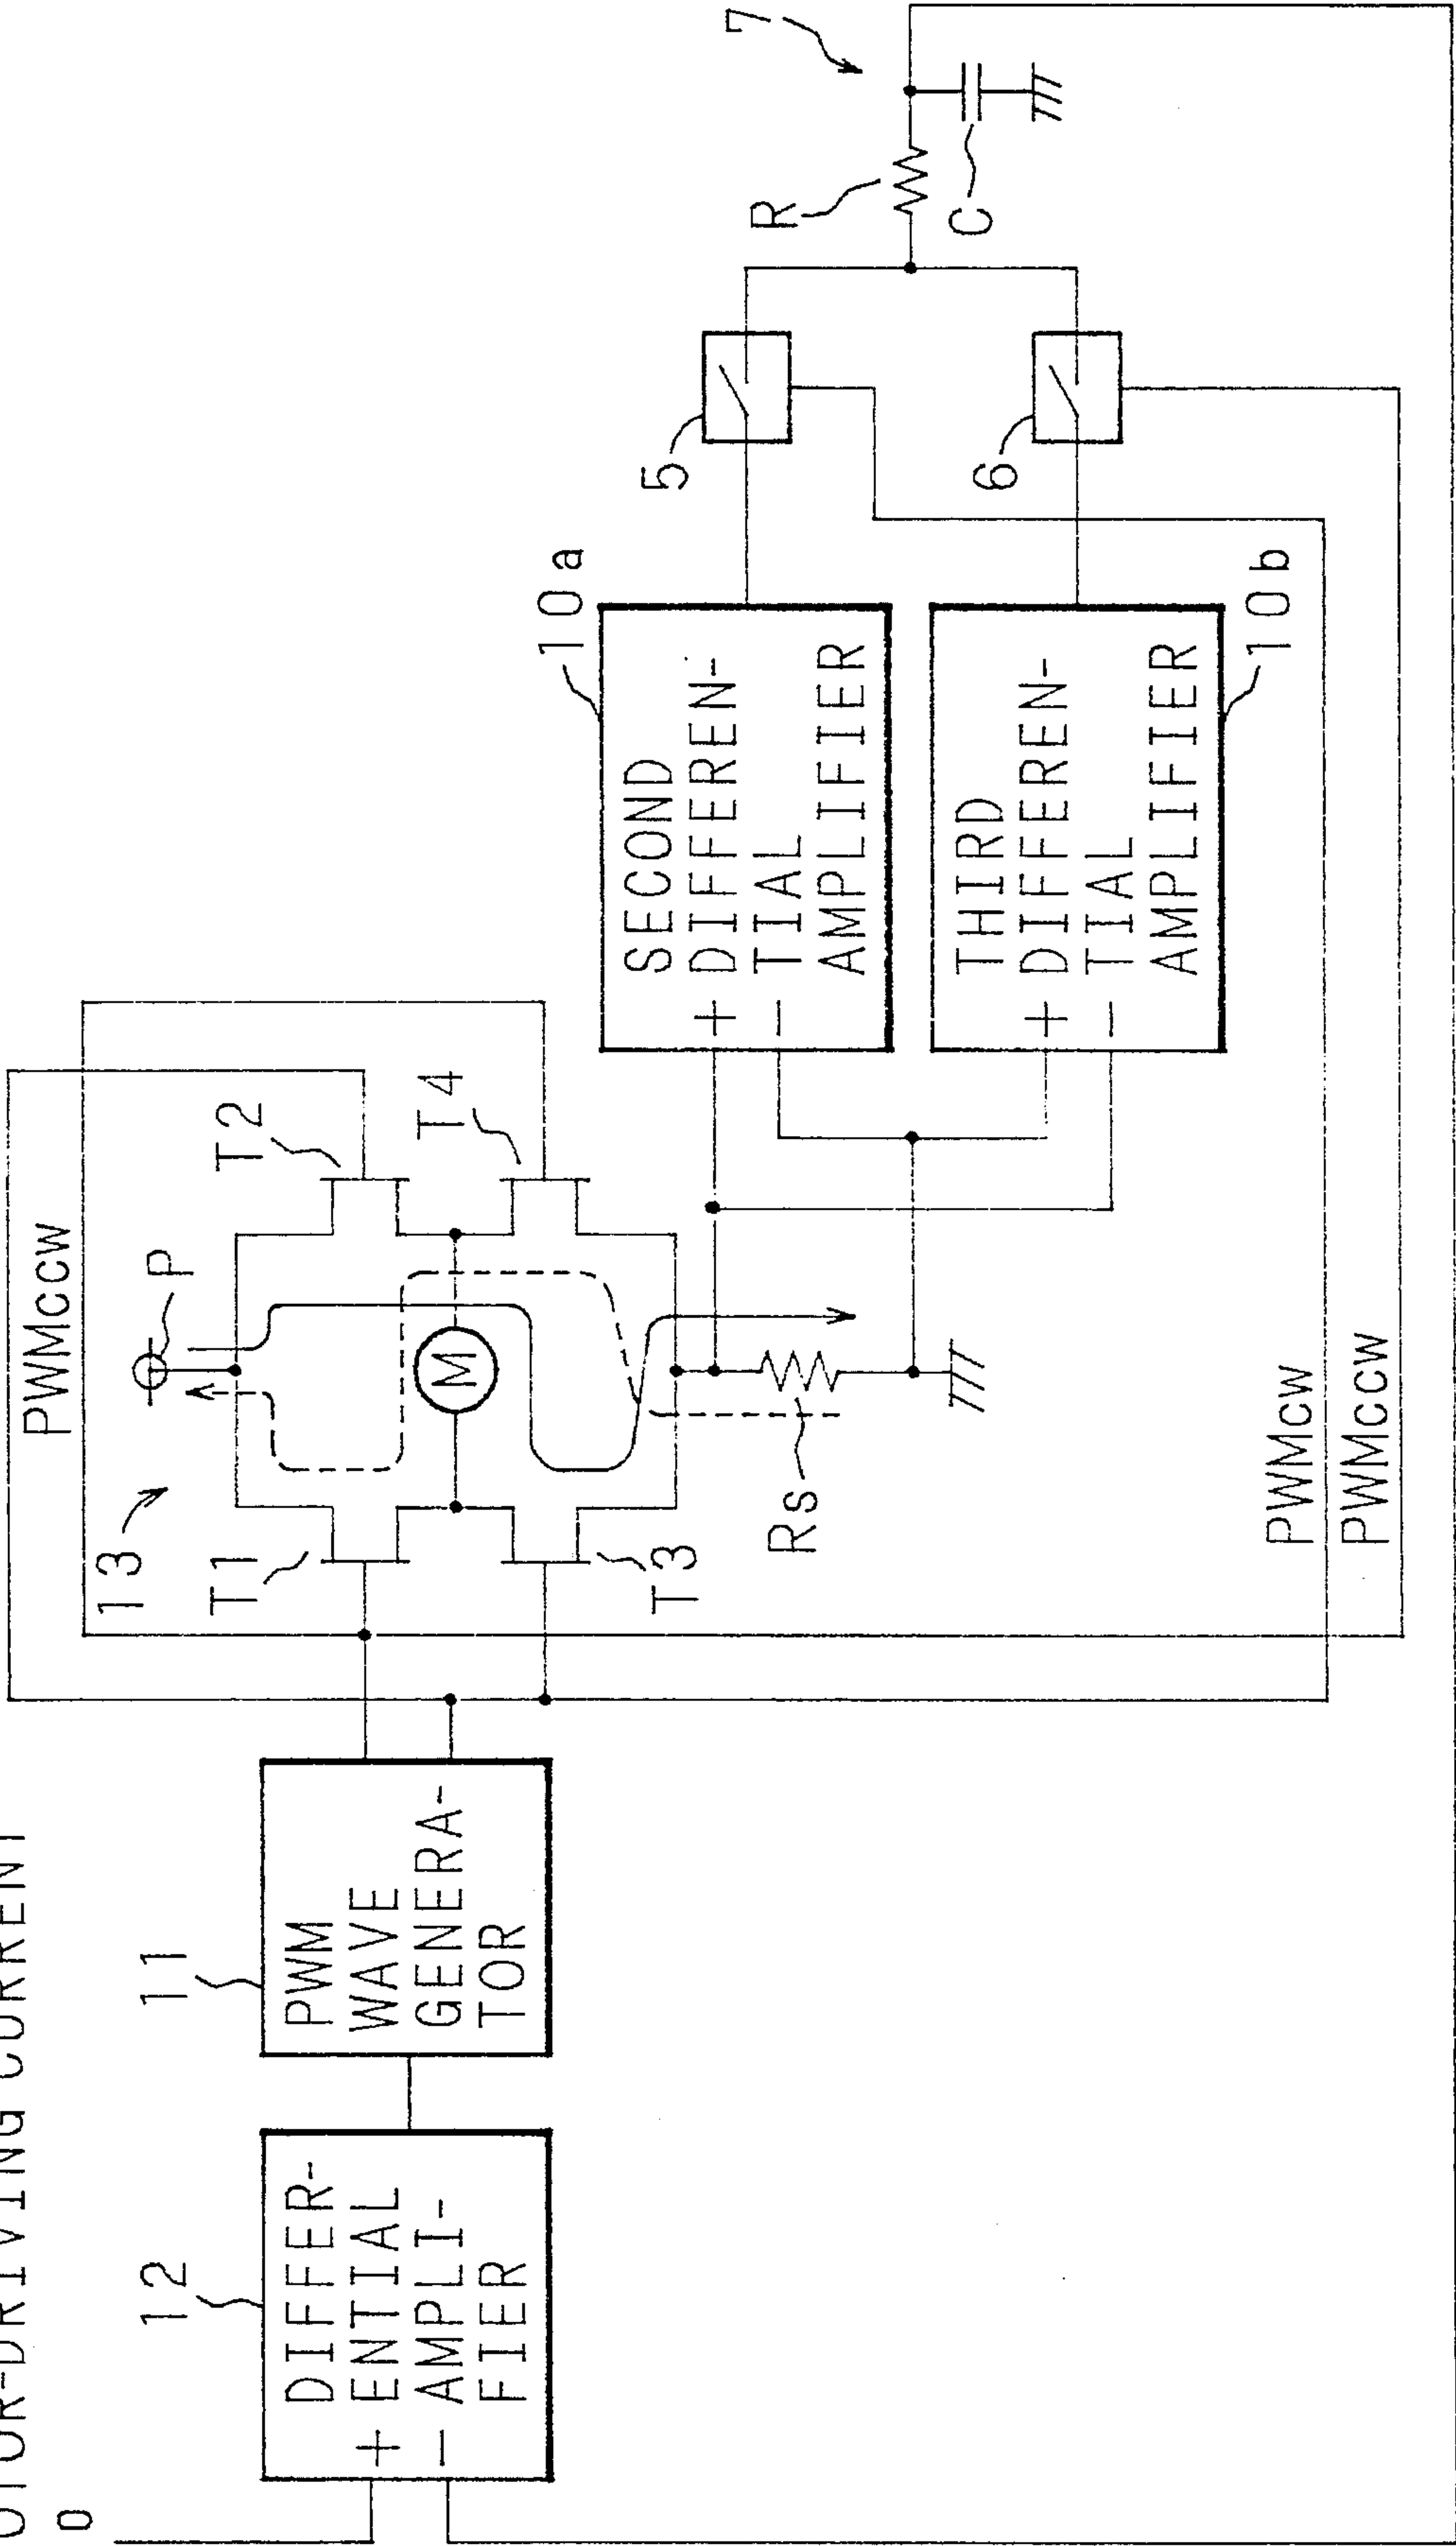 OTOR-DRIVING CURRENT
0
12
DIFFER-
ENTIAL
AMPLI-
FIER
+
−
11
PWM
WAVE
GENERA-
TOR
PWMccw
13
P
T1
T2
T3
T4
M
Rs
10a
SECOND
DIFFEREN-
TIAL
AMPLIFIER
+
−
THIRD
DIFFEREN-
TIAL
AMPLIFIER
+
−
10b
5
6
R
C
7
PWMcw
PWMccw